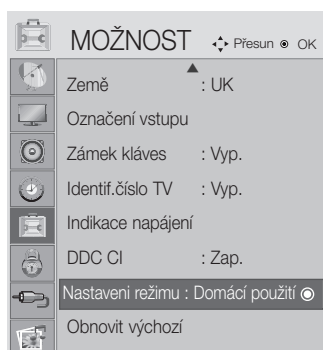 MOŽNOST Přesun OK
Země : UK
Označení vstupu
Zámek kláves : Vyp.
Identif.číslo TV : Vyp.
Indikace napájení
DDC CI : Zap.
Nastaveni režimu : Domácí použití
Obnovit výchozí